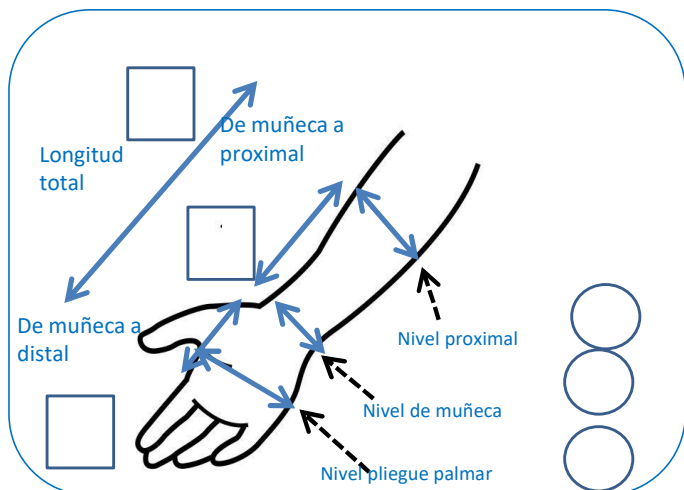 De muñeca a
proximal
Longitud
total
De muñeca a
distal
Nivel proximal
Nivel de muñeca
Nivel pliegue palmar